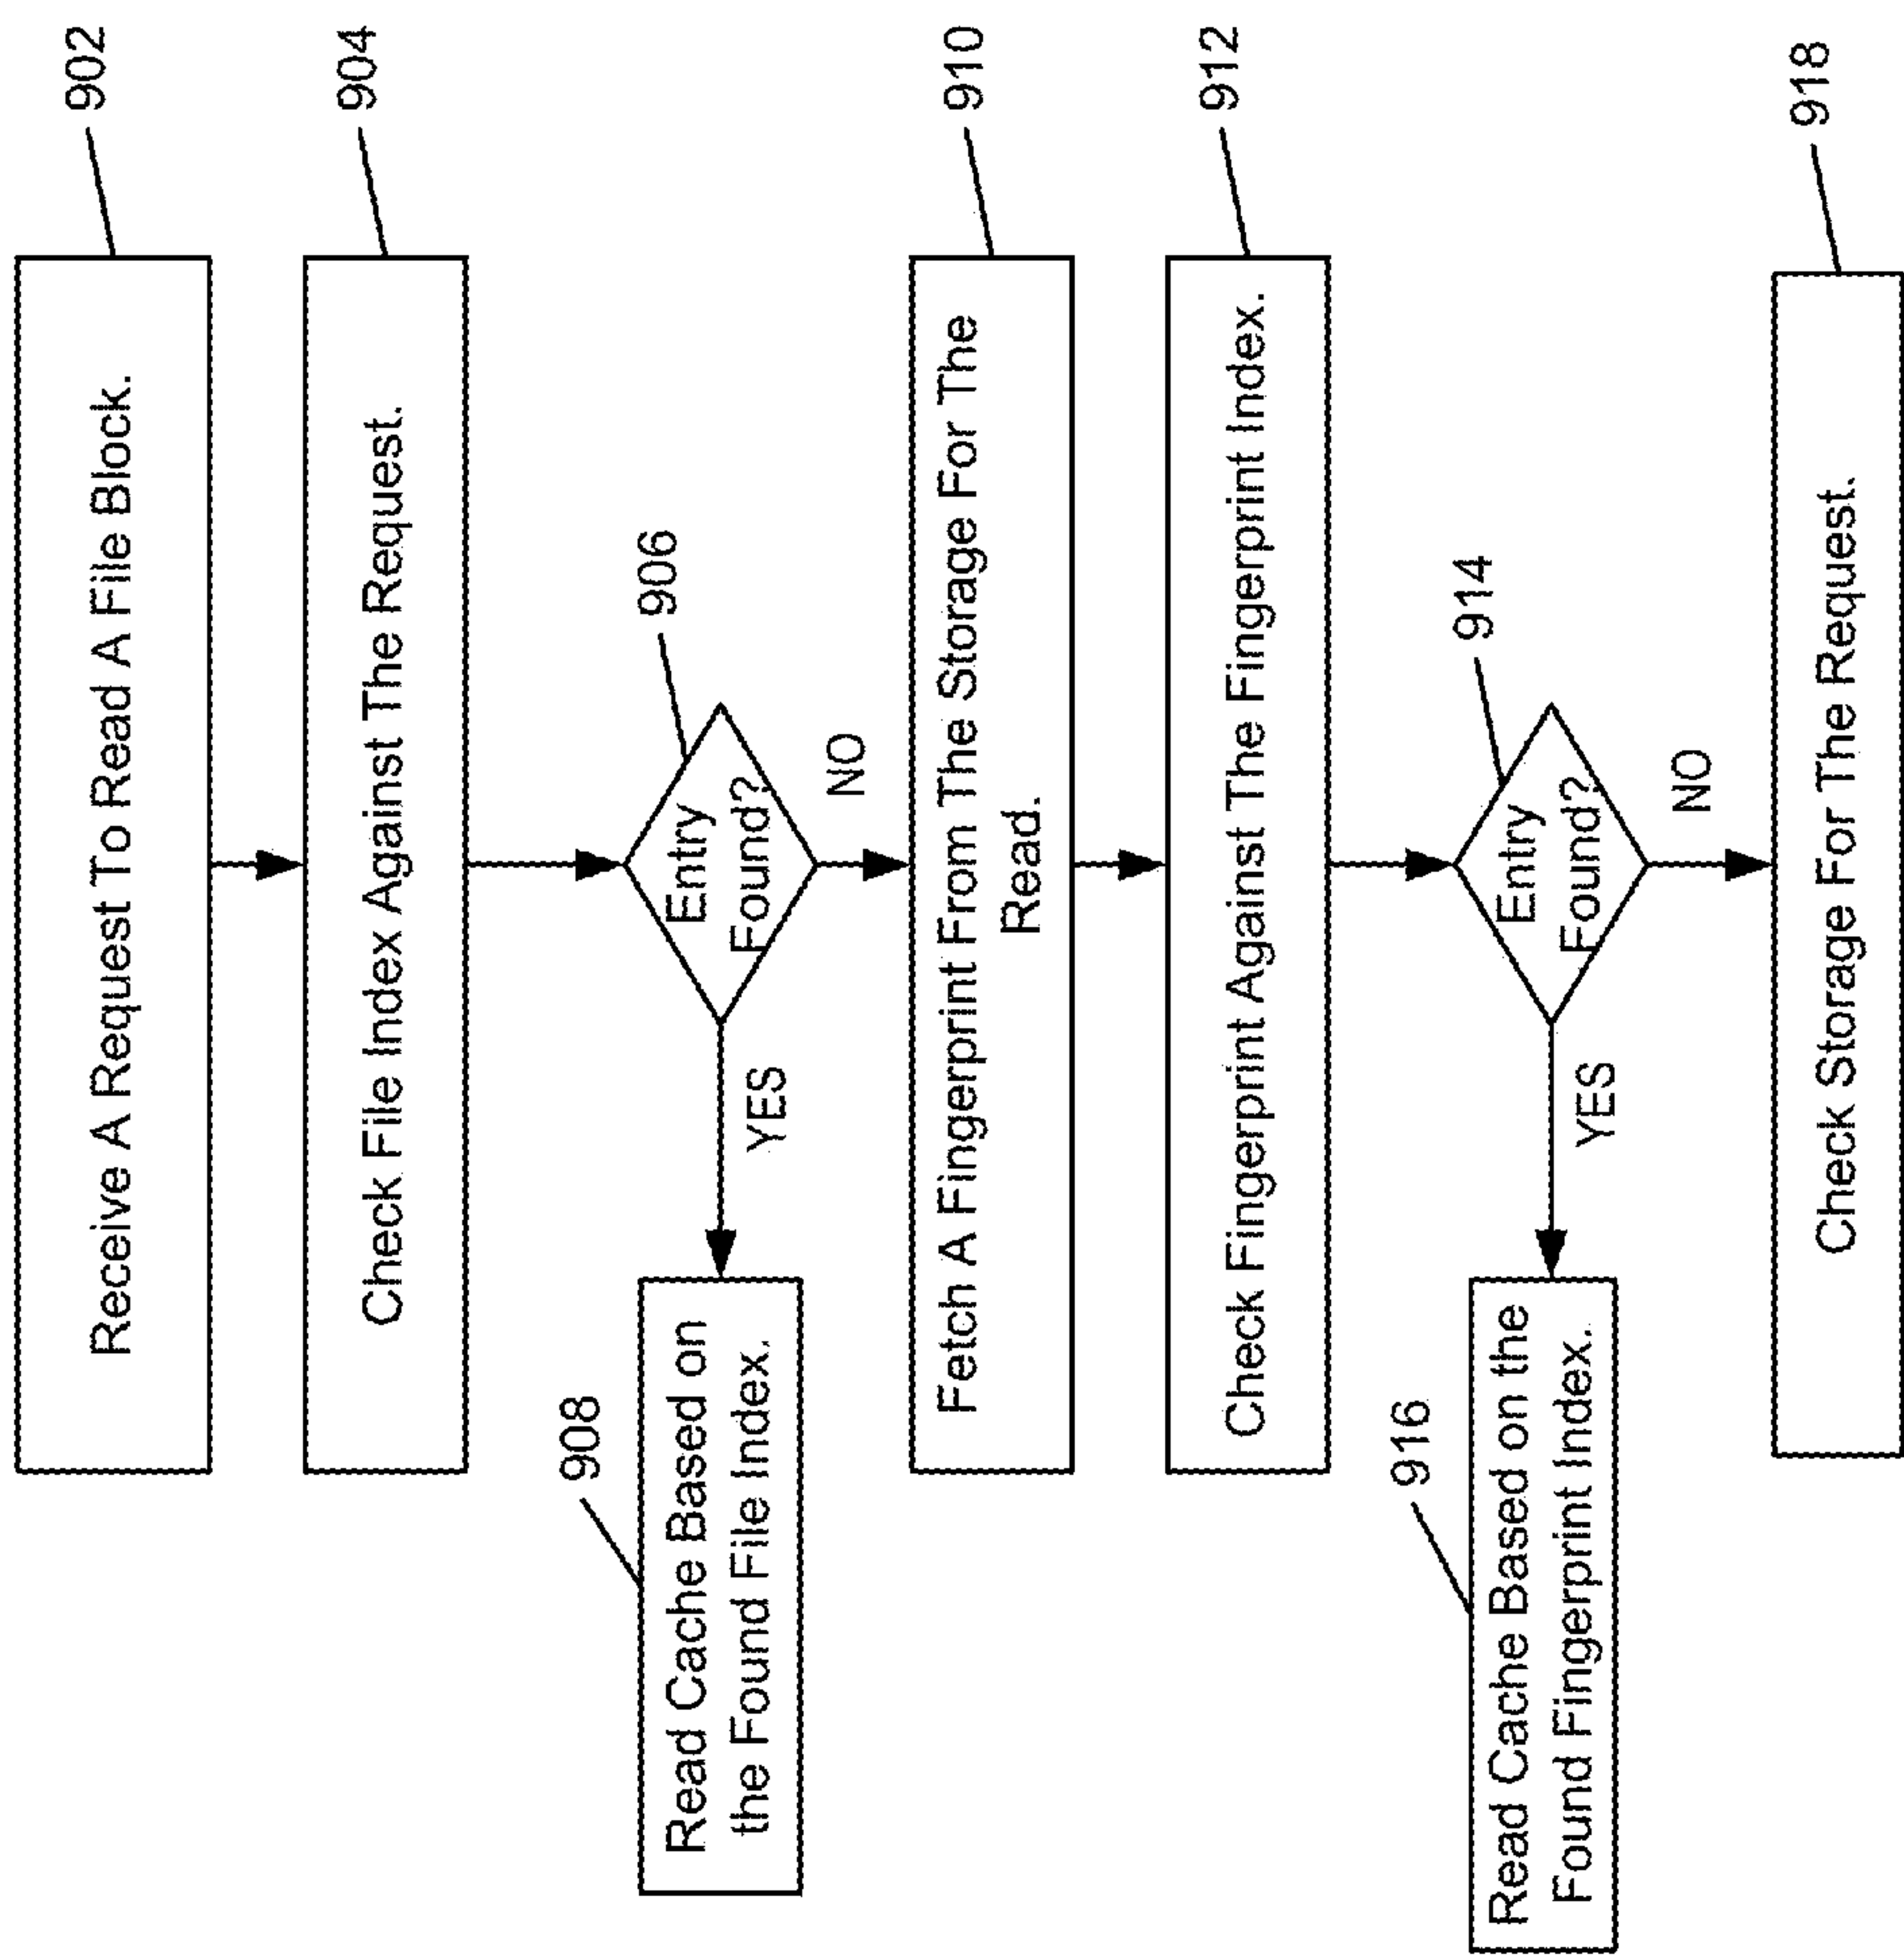 902
Receive A Request To Read A File Block.
904
Check File Index Against The Request.
906
Entry
Found?
YES
NO
908
Read Cache Based on
the Found File Index.
910
Fetch A Fingerprint From The Storage For The
Read.
912
Check Fingerprint Against The Fingerprint Index.
914
Entry
Found?
YES
NO
916
Read Cache Based on the
Found Fingerprint Index.
918
Check Storage For The Request.